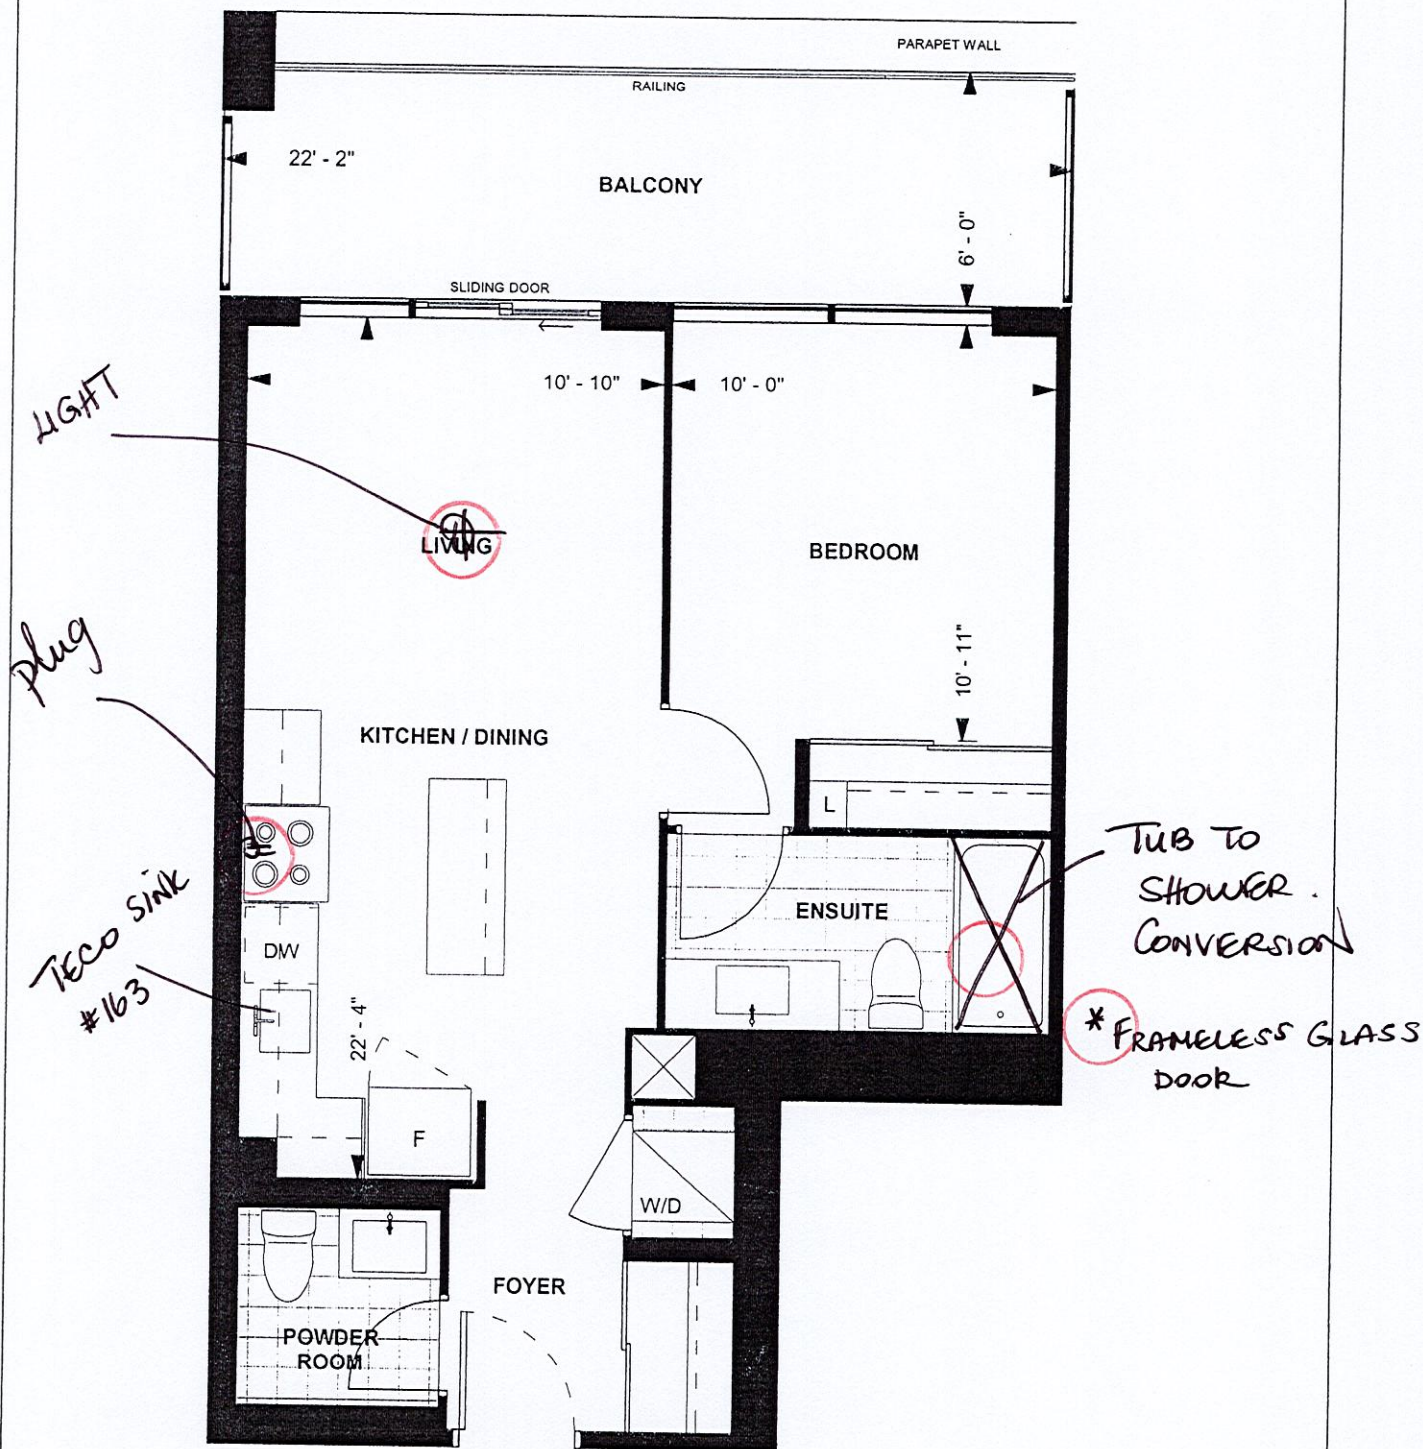 PARAPET WALL
RAILING
22' - 2"
BALCONY
6' - 0"
SLIDING DOOR
10' - 10"
10' - 0"
LIGHT
LIVING
BEDROOM
plug
10' - 11"
KITCHEN / DINING
L
TUB TO
SHOWER.
CONVERSION
ENSUITE
TECO SINK
#163
DW
22' - 4"
* FRAMELESS GLASS
DOOR
F
W/D
FOYER
POWDER
ROOM